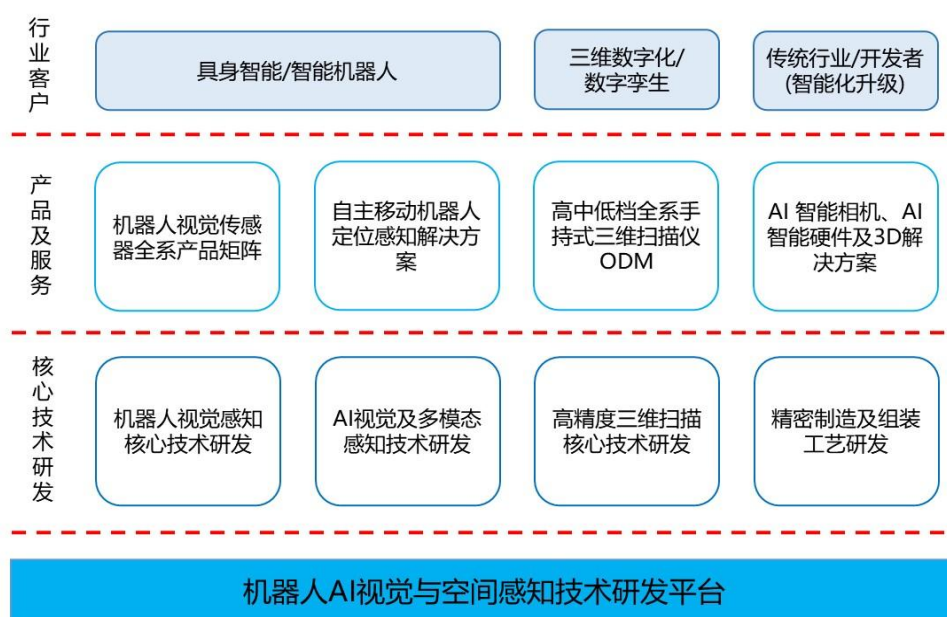 行业客户
具身智能/智能机器人
三维数字化/
数字孪生
传统行业/开发者
(智能化升级)
产品及服务
机器人视觉传感
器全系产品矩阵
自主移动机器人
定位感知解决方
案
高中低档全系手
持式三维扫描仪
ODM
AI 智能相机、AI
智能硬件及3D解
决方案
核心技术研发
机器人视觉感知
核心技术研发
AI视觉及多模态
感知技术研发
高精度三维扫描
核心技术研发
精密制造及组装
工艺研发
机器人AI视觉与空间感知技术研发平台